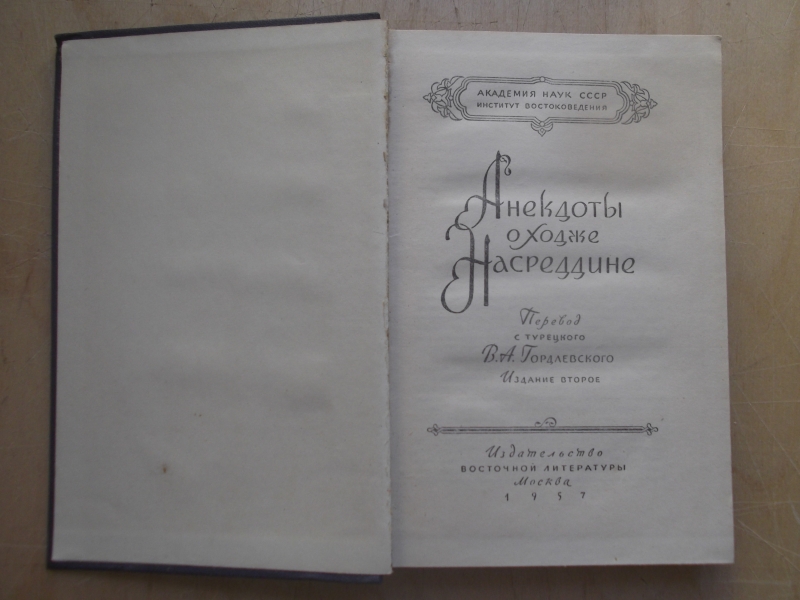 АКАДЕМИЯ НАУК СССР
ИНСТИТУТ ВОСТОКОВЕДЕНИЯ
Анекдоты
о Ходже
Насреддине
Перевод
с турецкого
В.А. Гордлевского
Издание второе
Издательство
восточной литературы
Москва
1957